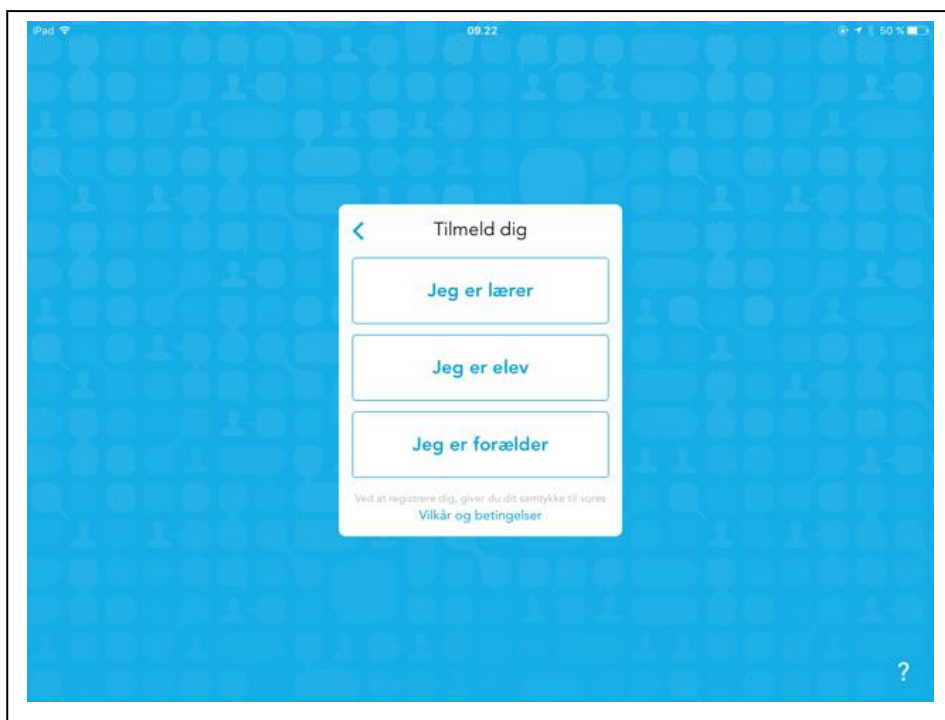 iPad 09.22 50 %
Tilmeld dig
Jeg er lærer
Jeg er elev
Jeg er forælder
Ved at registrere dig, giver du dit samtykke til vores
Vilkår og betingelser
?